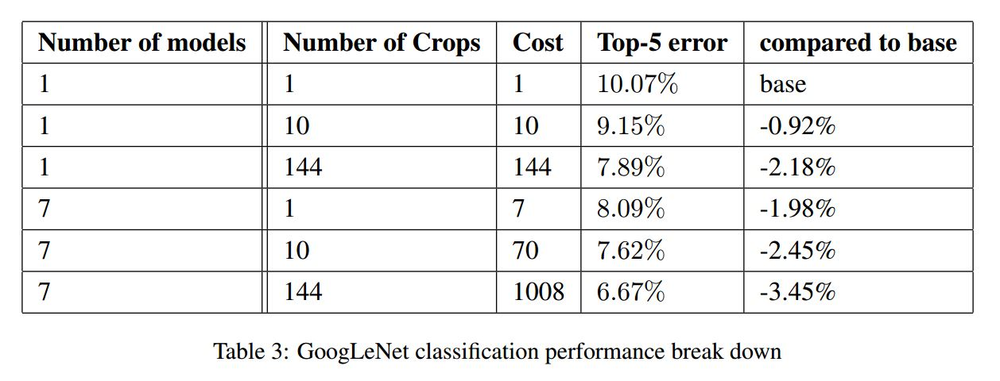 Number of models Number of Crops Cost Top-5 error compared to base
1 1 1 10.07% base
1 10 10 9.15% -0.92%
1 144 144 7.89% -2.18%
7 1 7 8.09% -1.98%
7 10 70 7.62% -2.45%
7 144 1008 6.67% -3.45%
Table 3: GoogLeNet classification performance break down